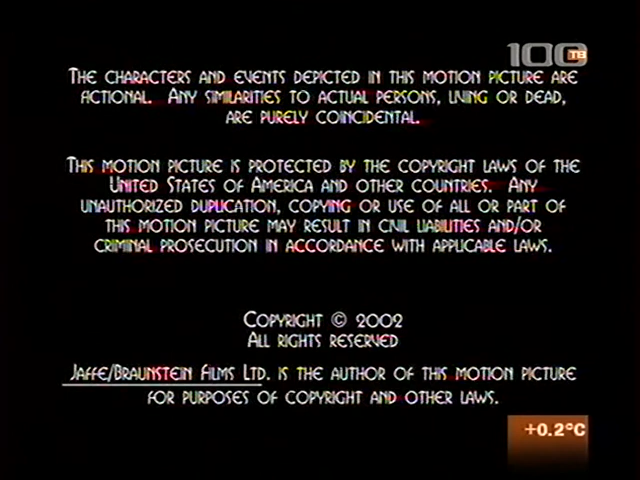 100
ТВ
THE CHARACTERS AND EVENTS DEPICTED IN THIS MOTION PICTURE ARE
FICTIONAL. ANY SIMILARITIES TO ACTUAL PERSONS, LIVING OR DEAD,
ARE PURELY COINCIDENTAL.
THIS MOTION PICTURE IS PROTECTED BY THE COPYRIGHT LAWS OF THE
UNITED STATES OF AMERICA AND OTHER COUNTRIES. ANY
UNAUTHORIZED DUPLICATION, COPYING OR USE OF ALL OR PART OF
THIS MOTION PICTURE MAY RESULT IN CIVIL LIABILITIES AND/OR
CRIMINAL PROSECUTION IN ACCORDANCE WITH APPLICABLE LAWS.
COPYRIGHT © 2002
ALL RIGHTS RESERVED
JAFFE/BRAUNSTEIN FILMS LTD. IS THE AUTHOR OF THIS MOTION PICTURE
FOR PURPOSES OF COPYRIGHT AND OTHER LAWS.
+0.2°C